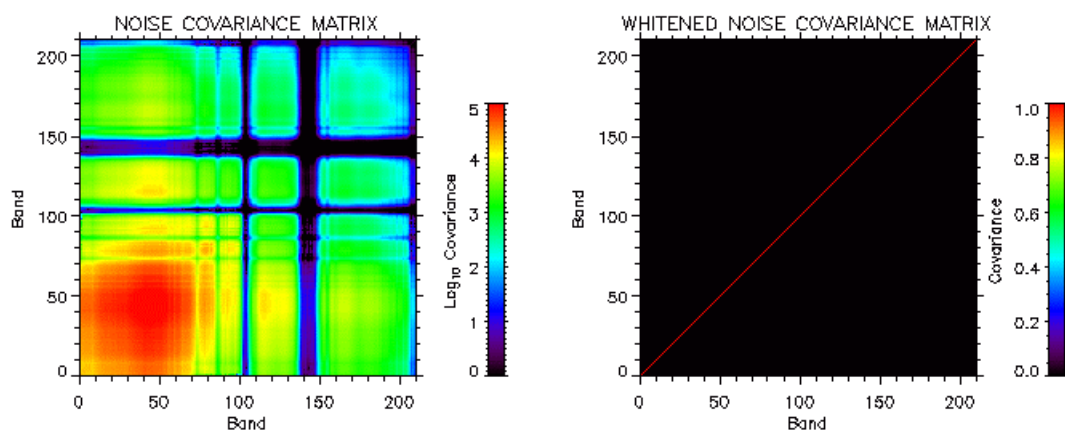 NOISE COVARIANCE MATRIX
200
150
100
50
0
Band
0 50 100 150 200
Band
5
4
3
2
1
0
Log10 Covariance
WHITENED NOISE COVARIANCE MATRIX
200
150
100
50
0
Band
0 50 100 150 200
Band
1.0
0.8
0.6
0.4
0.2
0.0
Covariance